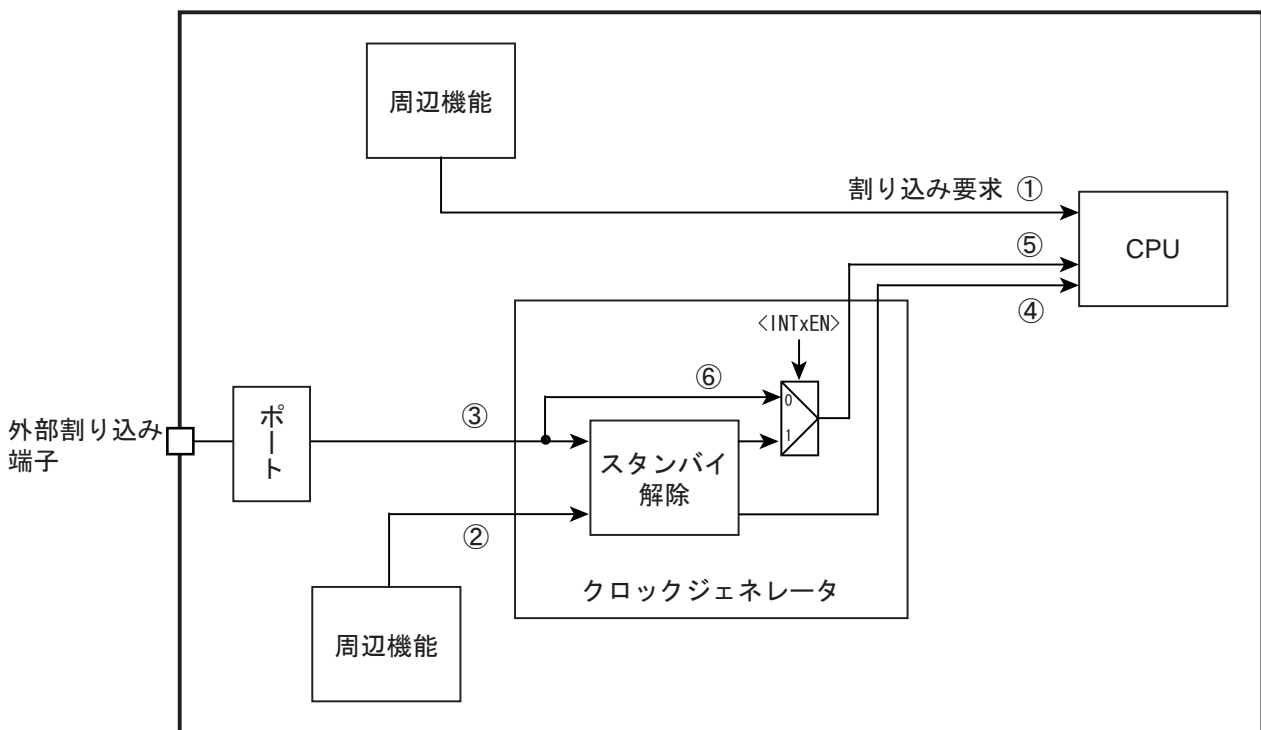 周辺機能
割り込み要求 ①
CPU
⑤
④
<INTxEN>
⑥
0
1
外部割り込み
端子
ポート
③
スタンバイ
解除
②
クロックジェネレータ
周辺機能